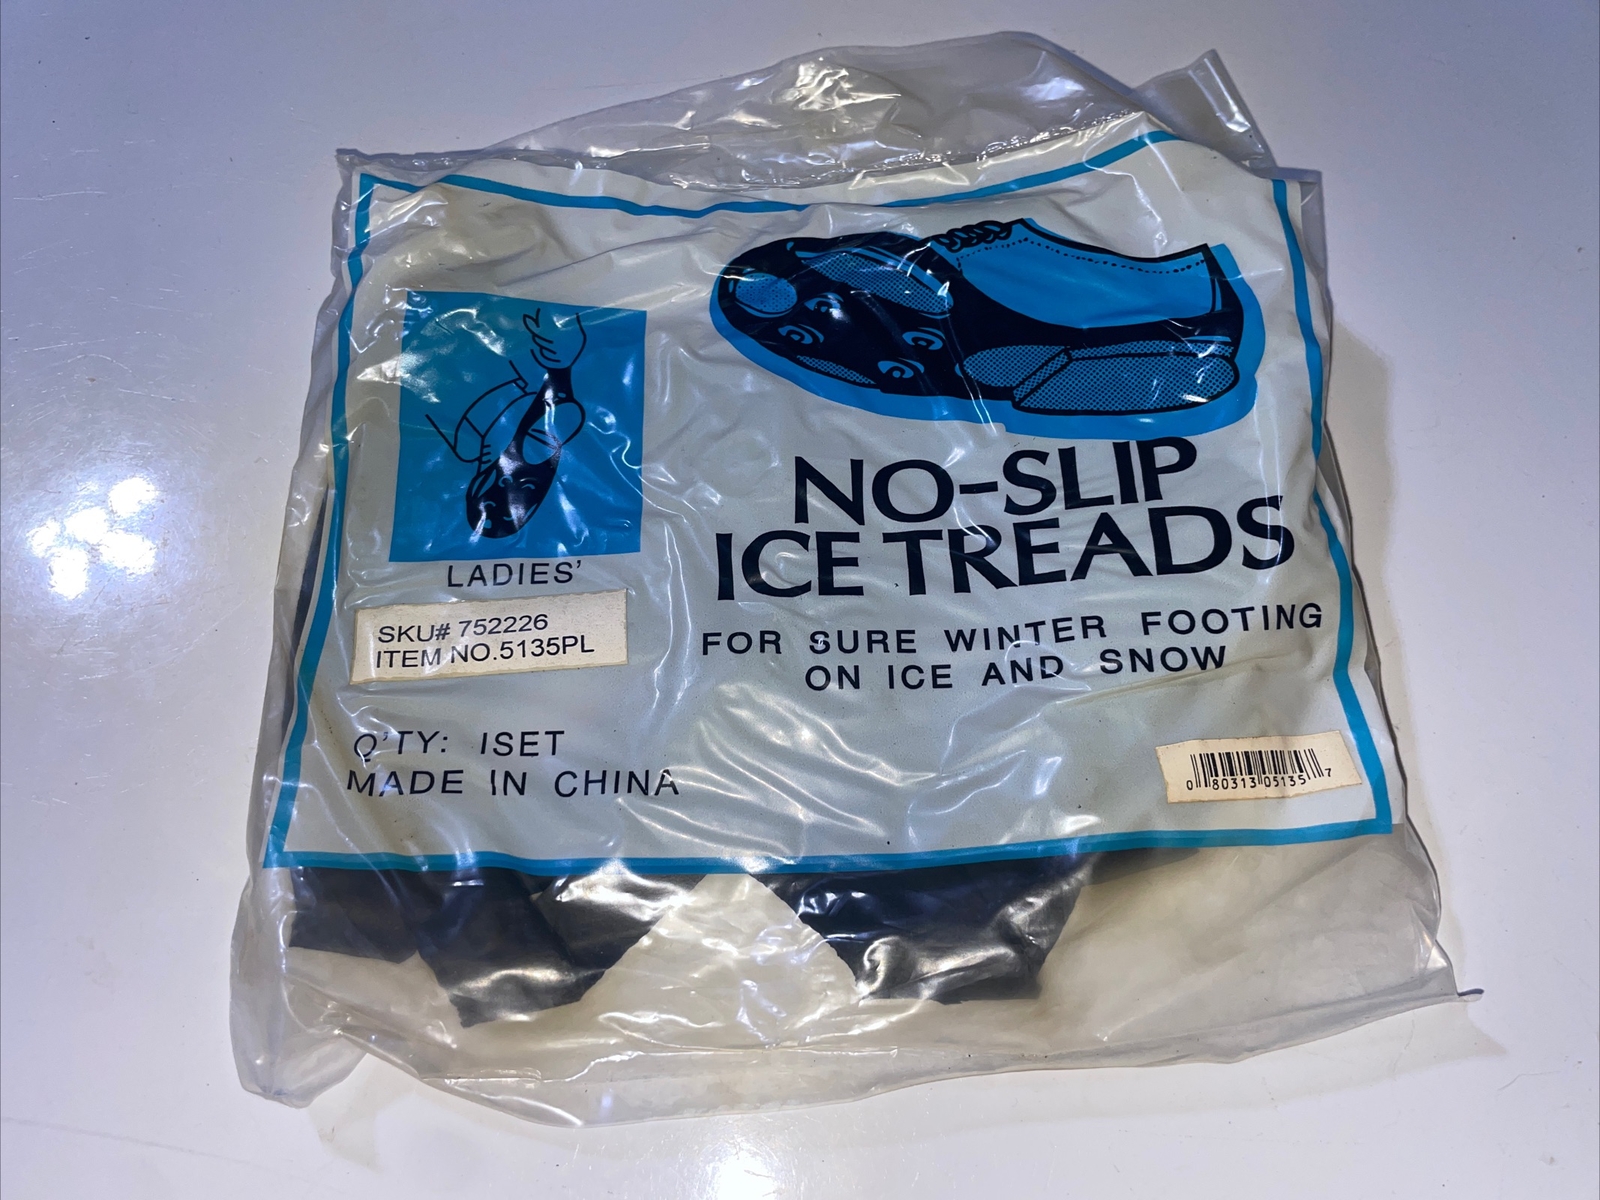 NO-SLIP
ICE TREADS
FOR SURE WINTER FOOTING
ON ICE AND SNOW
LADIES'
SKU# 752226
ITEM NO.5135PL
Q'TY: 1SET
MADE IN CHINA
0 80313 05135 7